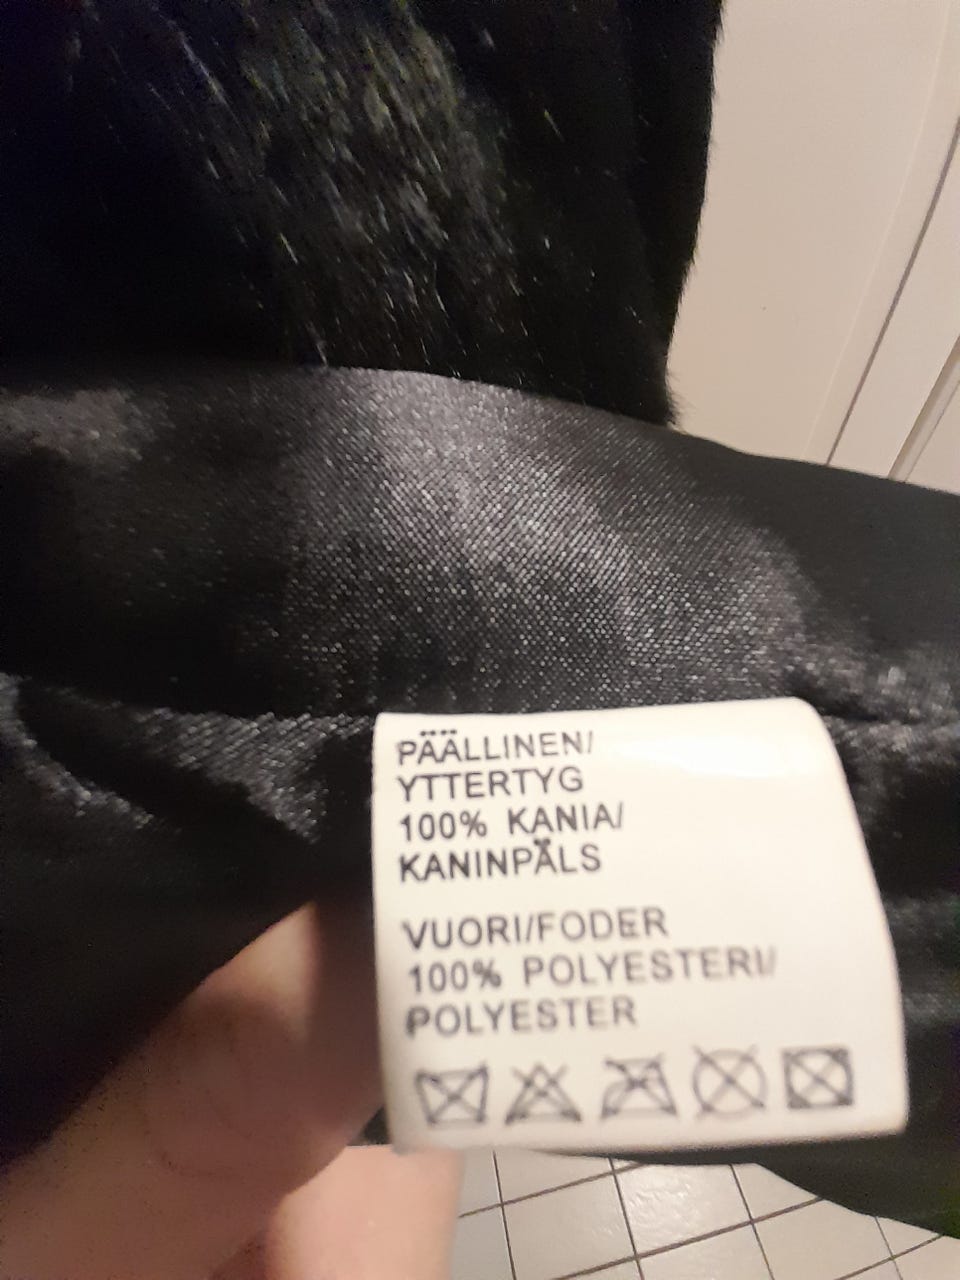 PÄÄLLINEN/
YTTERTYG
100% KANIA/
KANINPÄLS
VUORI/FODER
100% POLYESTERI/
POLYESTER